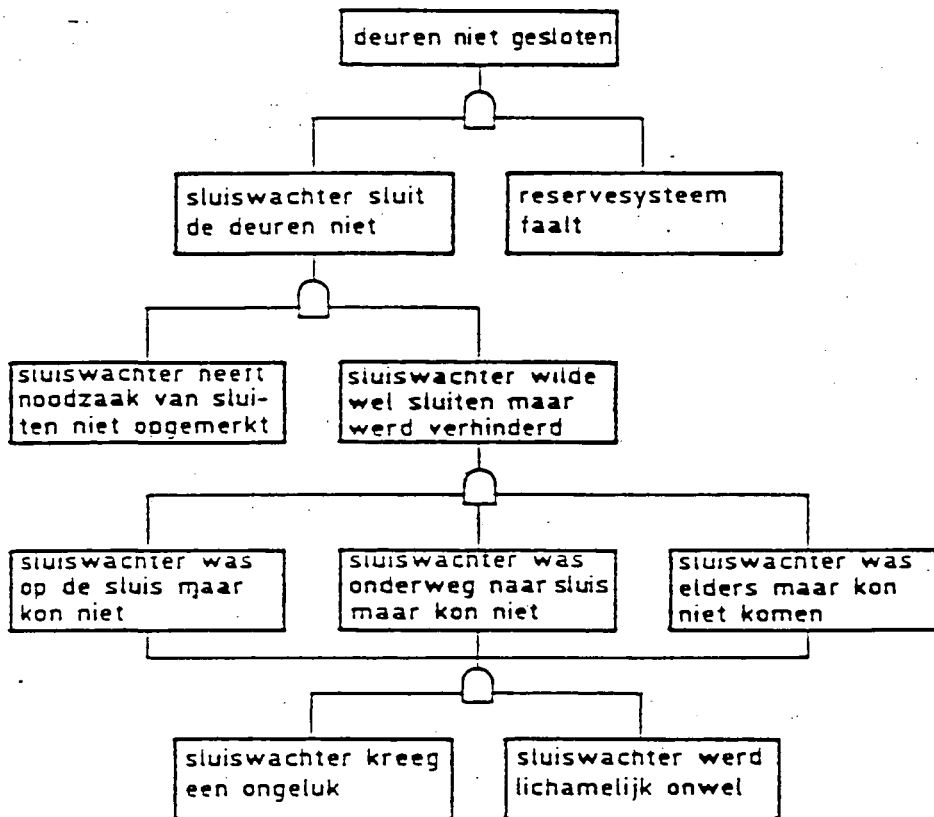 deuren niet gesloten
sluiswachter sluit
de deuren niet
reservesysteem
faalt
sluiswachter heeft
noodzaak van slui-
ten niet opgemerkt
sluiswachter wilde
wel sluiten maar
werd verhinderd
sluiswachter was
op de sluis maar
kon niet
sluiswachter was
onderweg naar sluis
maar kon niet
sluiswachter was
elders maar kon
niet komen
sluiswachter kreeg
een ongeluk
sluiswachter werd
lichamelijk onwel